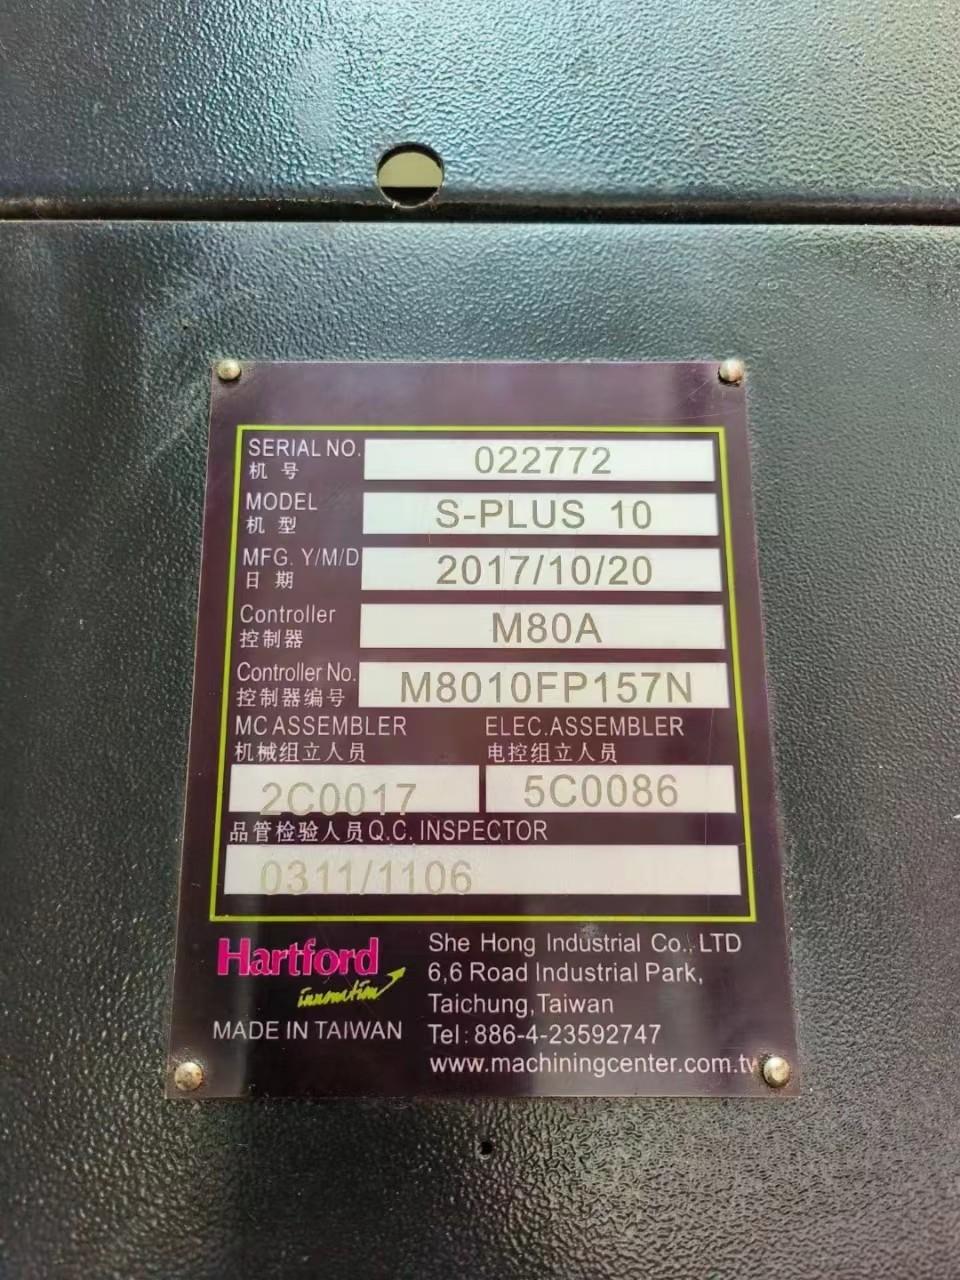 SERIAL NO. 022772
机号
MODEL S-PLUS 10
机型
MFG. Y/M/D 2017/10/20
日期
Controller M80A
控制器
Controller No. M8010FP157N
控制器编号
MC ASSEMBLER ELEC.ASSEMBLER
机械组立人员 电控组立人员
2C0017 5C0086
品管检验人员 Q.C. INSPECTOR
0311/1106
Hartford
innovation
MADE IN TAIWAN
She Hong Industrial Co., LTD
6,6 Road Industrial Park,
Taichung,Taiwan
Tel: 886-4-23592747
www.machiningcenter.com.tw